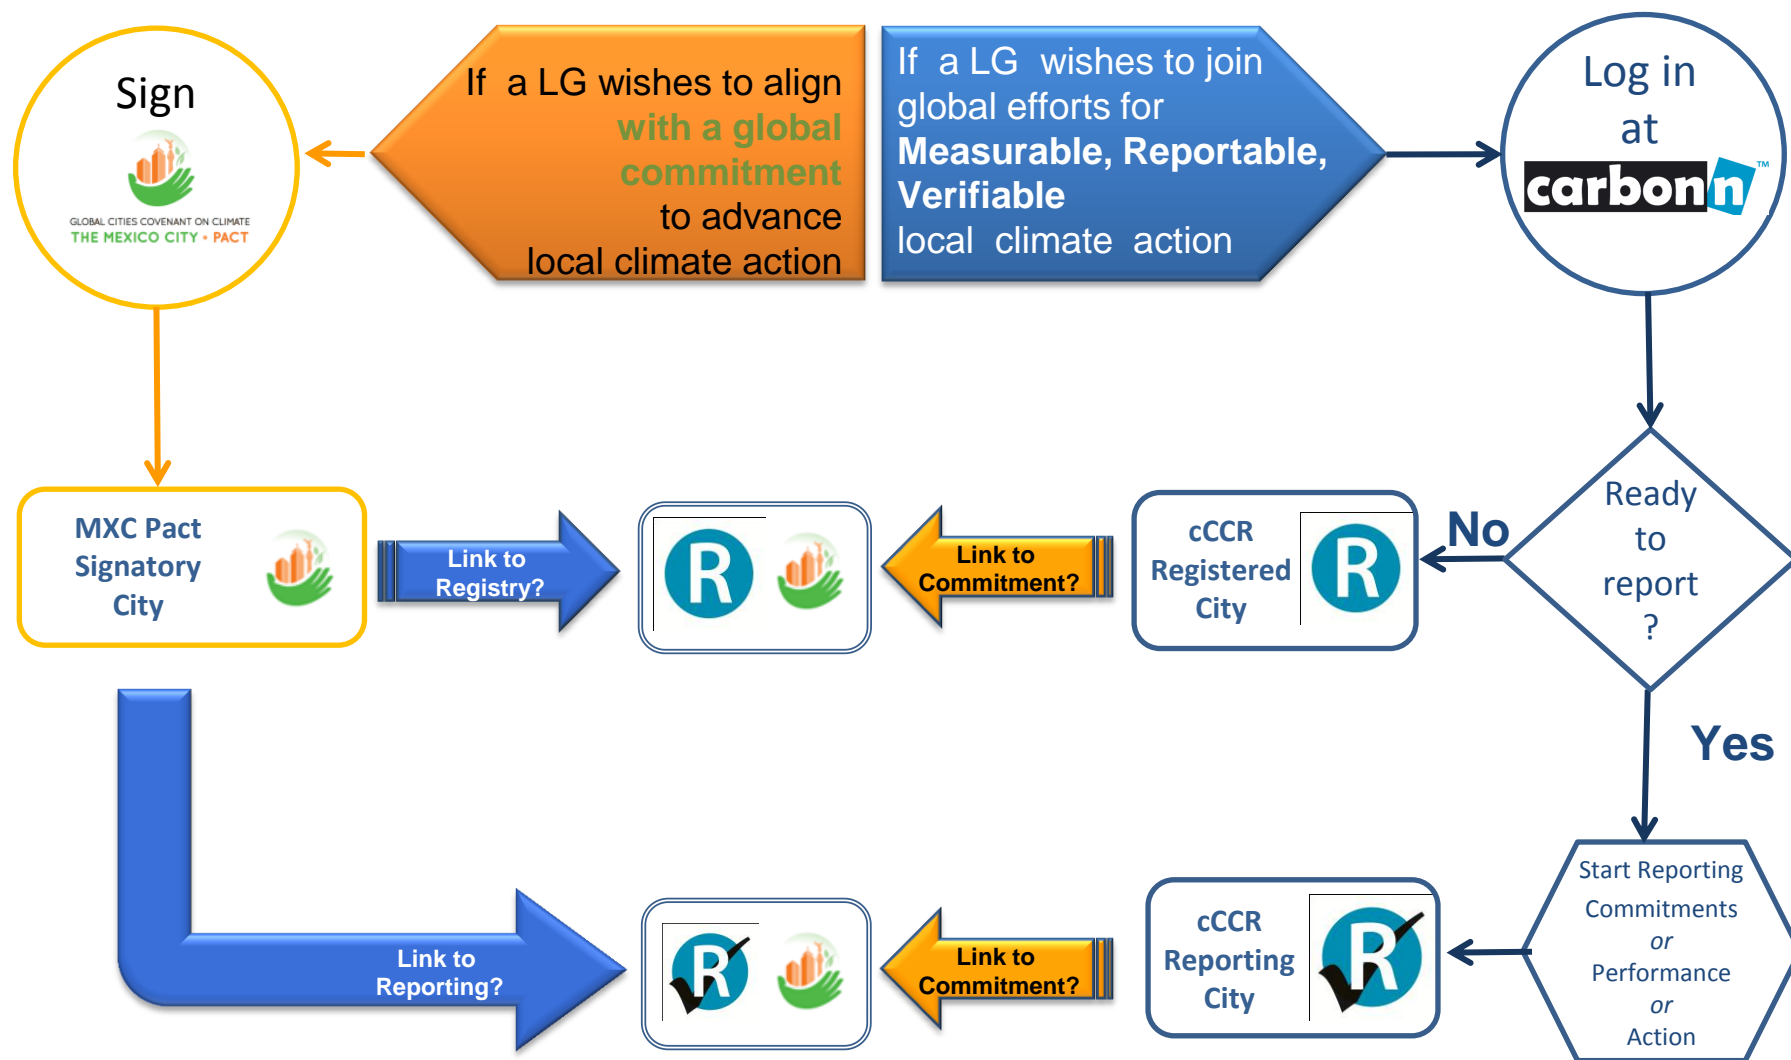 Sign
GLOBAL CITIES COVENANT ON CLIMATE
THE MEXICO CITY • PACT
If a LG wishes to align
with a global
commitment
to advance
local climate action
If a LG wishes to join
global efforts for
Measurable, Reportable,
Verifiable
local climate action
Log in
at
carbonn™
MXC Pact
Signatory
City
Link to
Registry?
R
Link to
Commitment?
cCCR
Registered
City
R
No
Ready
to
report
?
Yes
Link to
Reporting?
R
Link to
Commitment?
cCCR
Reporting
City
R
Start Reporting
Commitments
or
Performance
or
Action